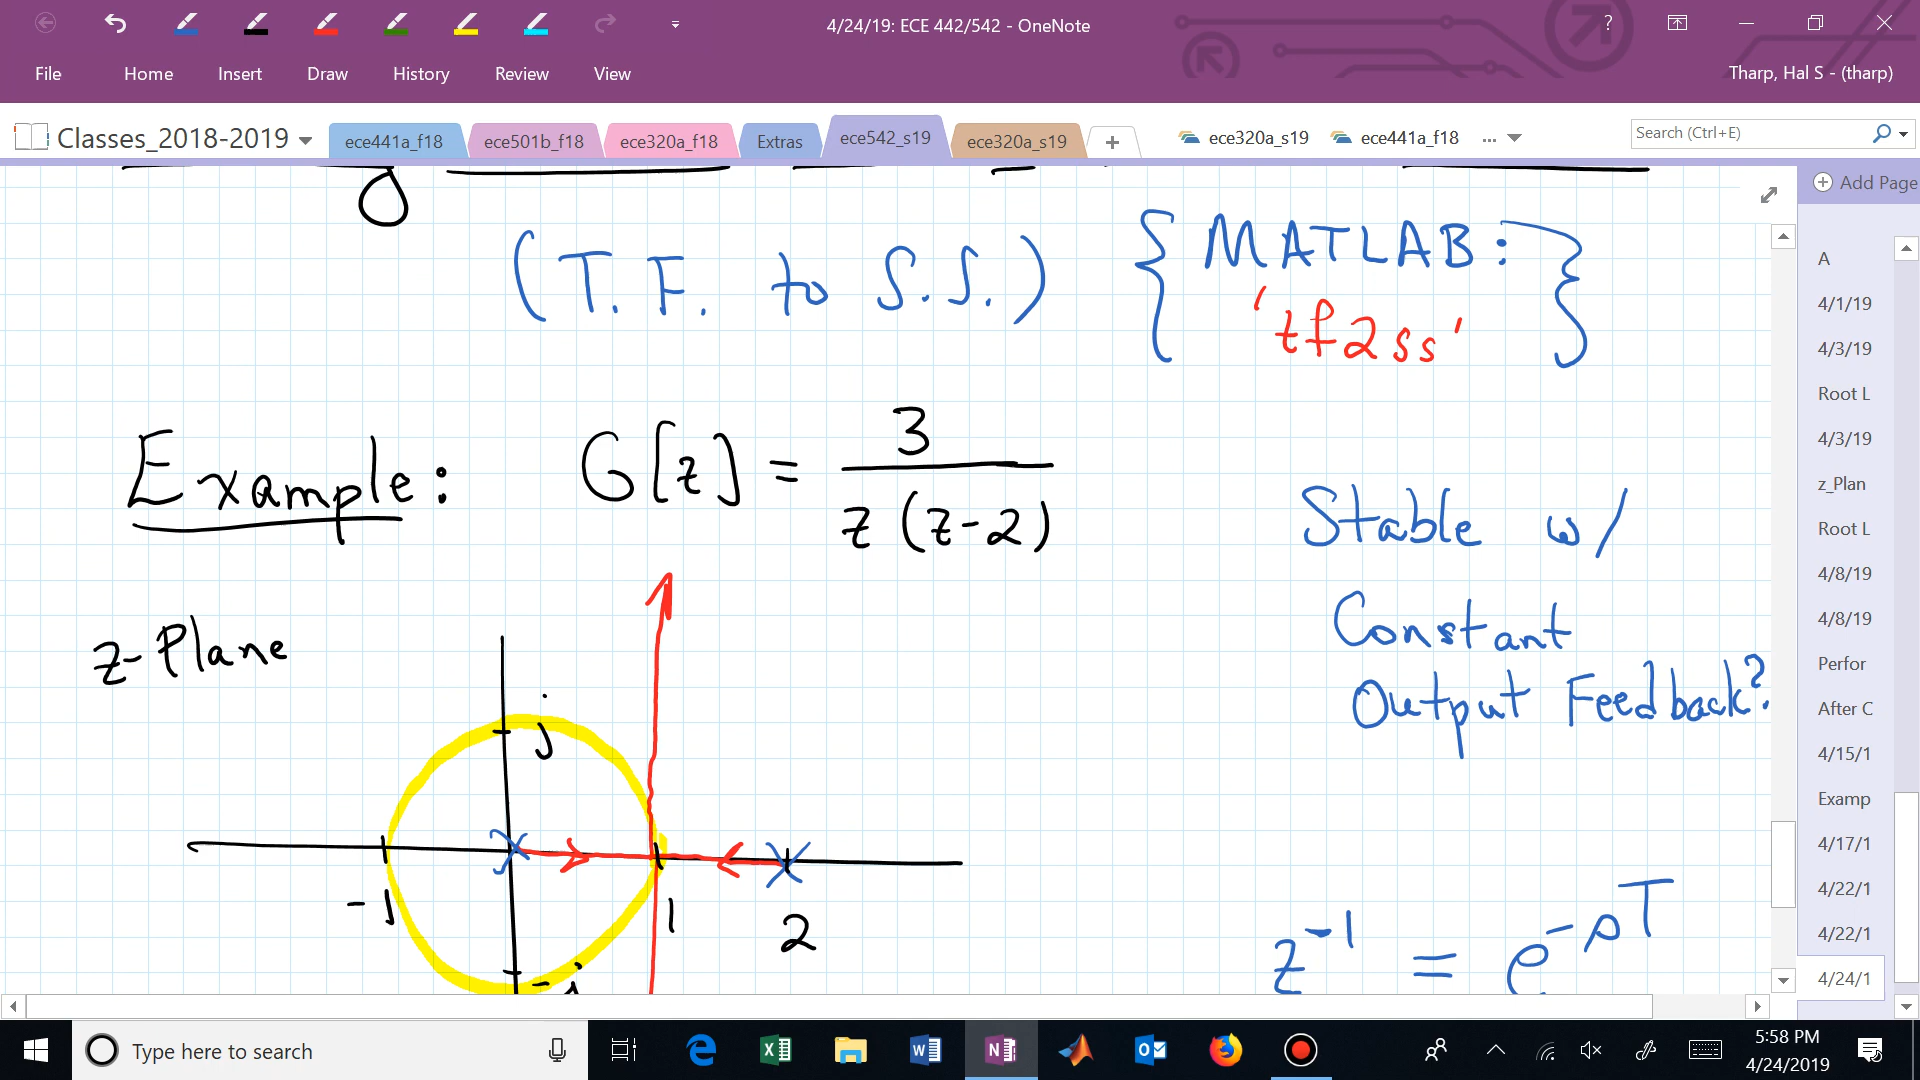 4/24/19: ECE 442/542 - OneNote
?
File Home Insert Draw History Review View
Tharp, Hal S - (tharp)
Classes_2018-2019
ece441a_f18
ece501b_f18
ece320a_f18
Extras
ece542_s19
ece320a_s19
ece320a_s19
ece441a_f18
...
Search (Ctrl+E)
Add Page
(T.F. to S.S.)
{ MATLAB: }
'tf2ss'
Example: G[z] = 3 / z(z-2)
Stable w/
Constant
Output Feedback?
z-Plane
j
-1
1
2
-j
z^-1 = e^-sT
A
4/1/19
4/3/19
Root L
4/3/19
z_Plan
Root L
4/8/19
4/8/19
Perfor
After C
4/15/1
Examp
4/17/1
4/22/1
4/22/1
4/24/1
Type here to search
5:58 PM
4/24/2019